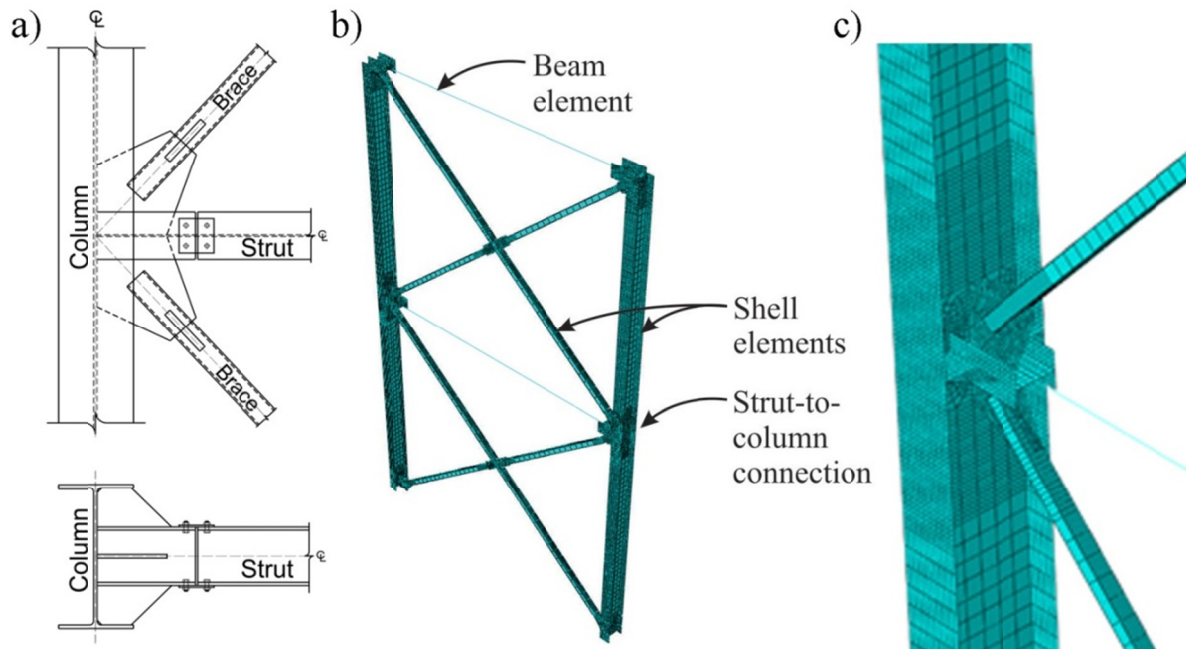 a)
℄
Brace
Column
Strut
℄
Brace
Column
Strut
℄
b)
Beam
element
Shell
elements
Strut-to-
column
connection
c)